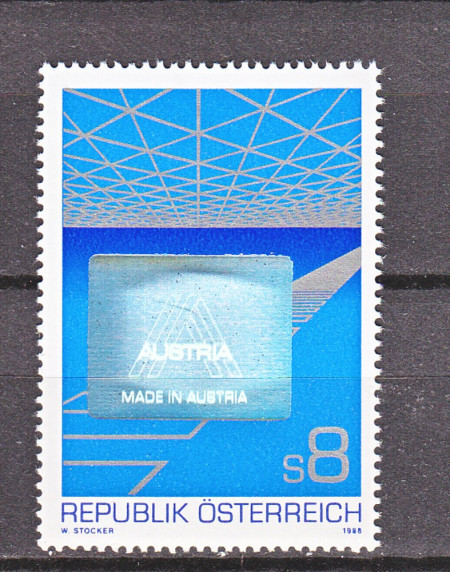 AUSTRIA
MADE IN AUSTRIA
S8
REPUBLIK ÖSTERREICH
W. STOCKER 1988